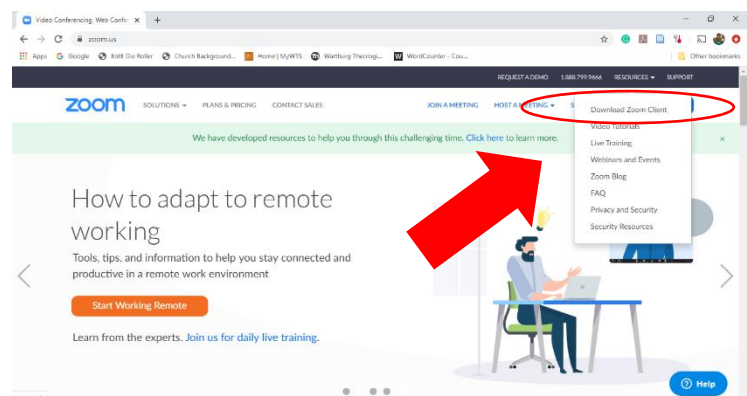 Video Conferencing, Web Confer
zoom.us
Apps Google Roll! Die Roller Church Background... Home | MyWTS Wartburg Theologi... WordCounter - Cou... Other bookmarks
REQUEST A DEMO 1.888.799.9666 RESOURCES SUPPORT
zoom SOLUTIONS PLANS & PRICING CONTACT SALES JOIN A MEETING HOST A MEETING
Download Zoom Client
We have developed resources to help you through this challenging time. Click here to learn more.
Video Tutorials
Live Training
Webinars and Events
Zoom Blog
FAQ
Privacy and Security
Security Resources
How to adapt to remote
working
Tools, tips, and information to help you stay connected and
productive in a remote work environment
Start Working Remote
Learn from the experts. Join us for daily live training.
Help